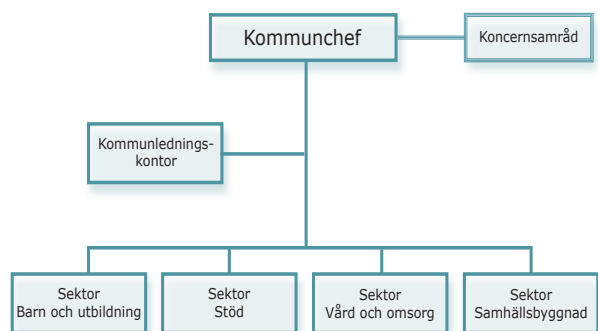 Kommunchef
Koncernsamråd
Kommunlednings-
kontor
Sektor
Barn och utbildning
Sektor
Stöd
Sektor
Vård och omsorg
Sektor
Samhällsbyggnad